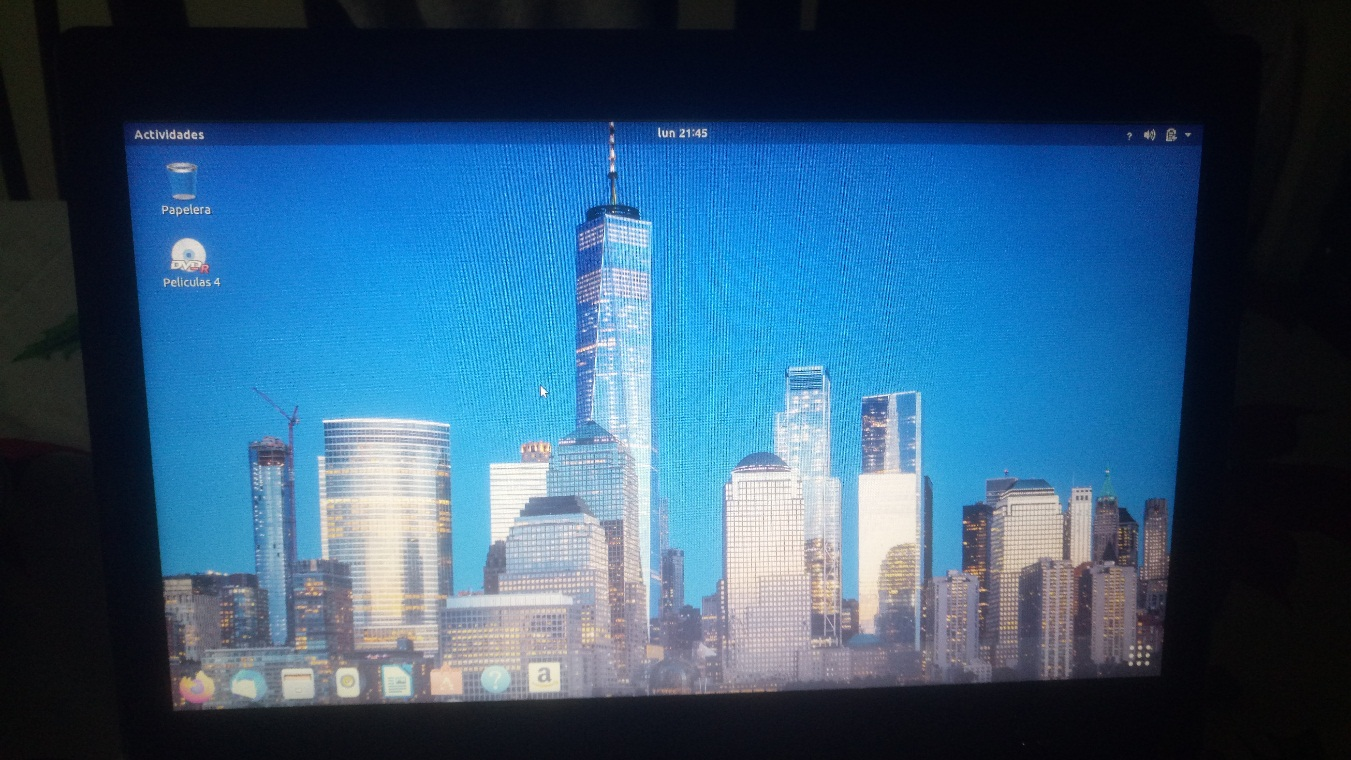 Actividades
lun 21:45
?
Papelera
DVD R
Peliculas 4
A
?
a